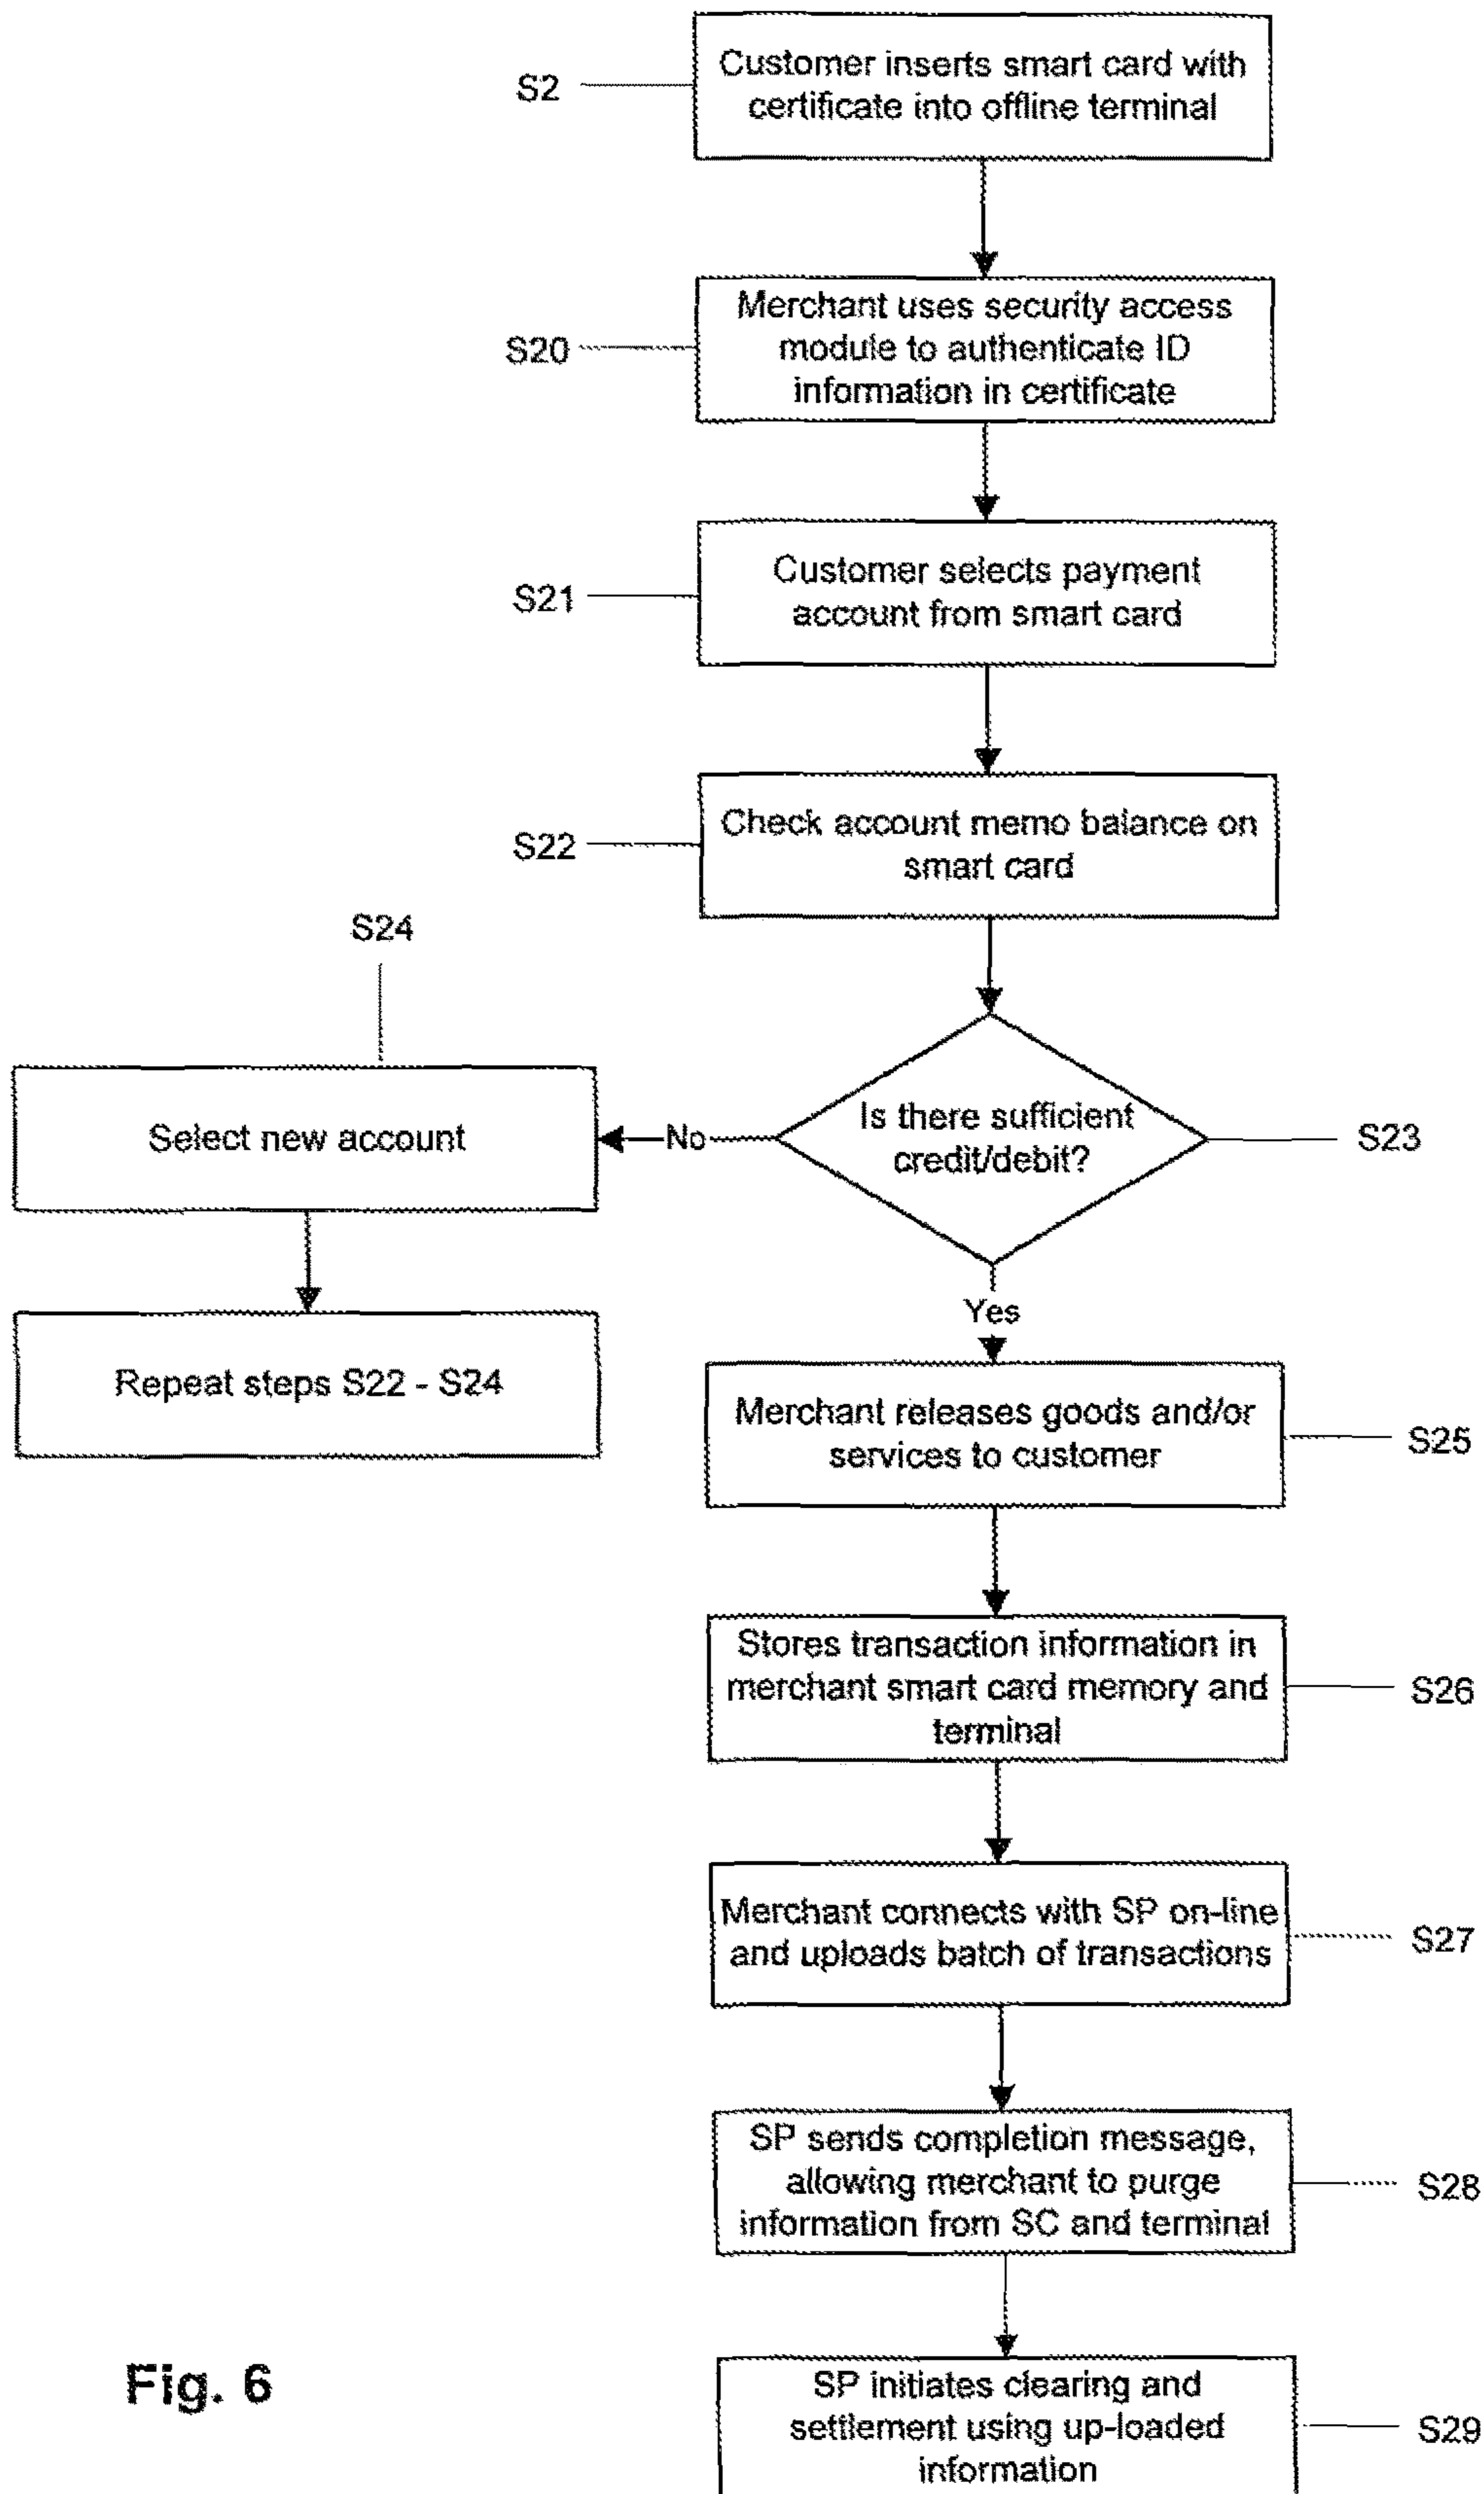 Customer inserts smart card with
certificate into offline terminal
S2
Merchant uses security access
module to authenticate ID
information in certificate
S20
Customer selects payment
account from smart card
S21
Check account memo balance on
smart card
S22
S24
Is there sufficient
credit/debit?
S23
No
Select new account
Repeat steps S22 - S24
Yes
Merchant releases goods and/or
services to customer
S25
Stores transaction information in
merchant smart card memory and
terminal
S26
Merchant connects with SP on-line
and uploads batch of transactions
S27
SP sends completion message,
allowing merchant to purge
information from SC and terminal
S28
SP initiates clearing and
settlement using up-loaded
information
S29
Fig. 6